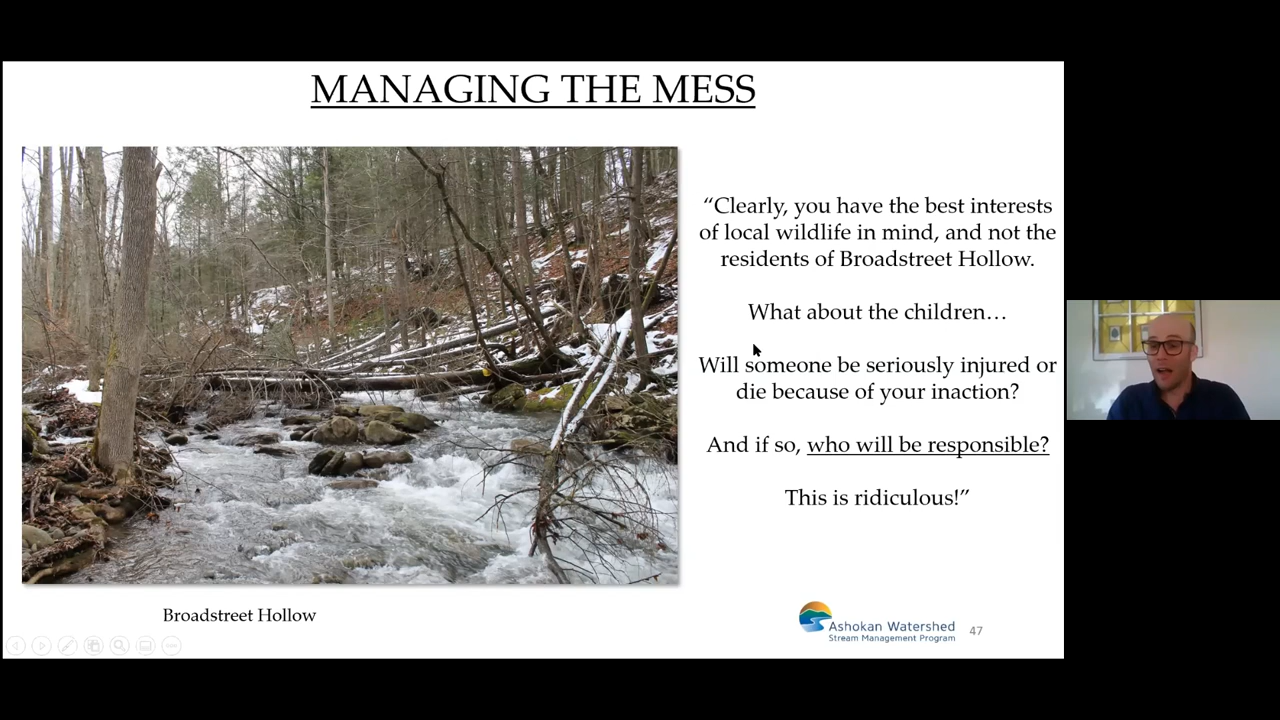 MANAGING THE MESS
“Clearly, you have the best interests
of local wildlife in mind, and not the
residents of Broadstreet Hollow.
What about the children…
Will someone be seriously injured or
die because of your inaction?
And if so, who will be responsible?
This is ridiculous!”
Broadstreet Hollow
Ashokan Watershed
Stream Management Program
47